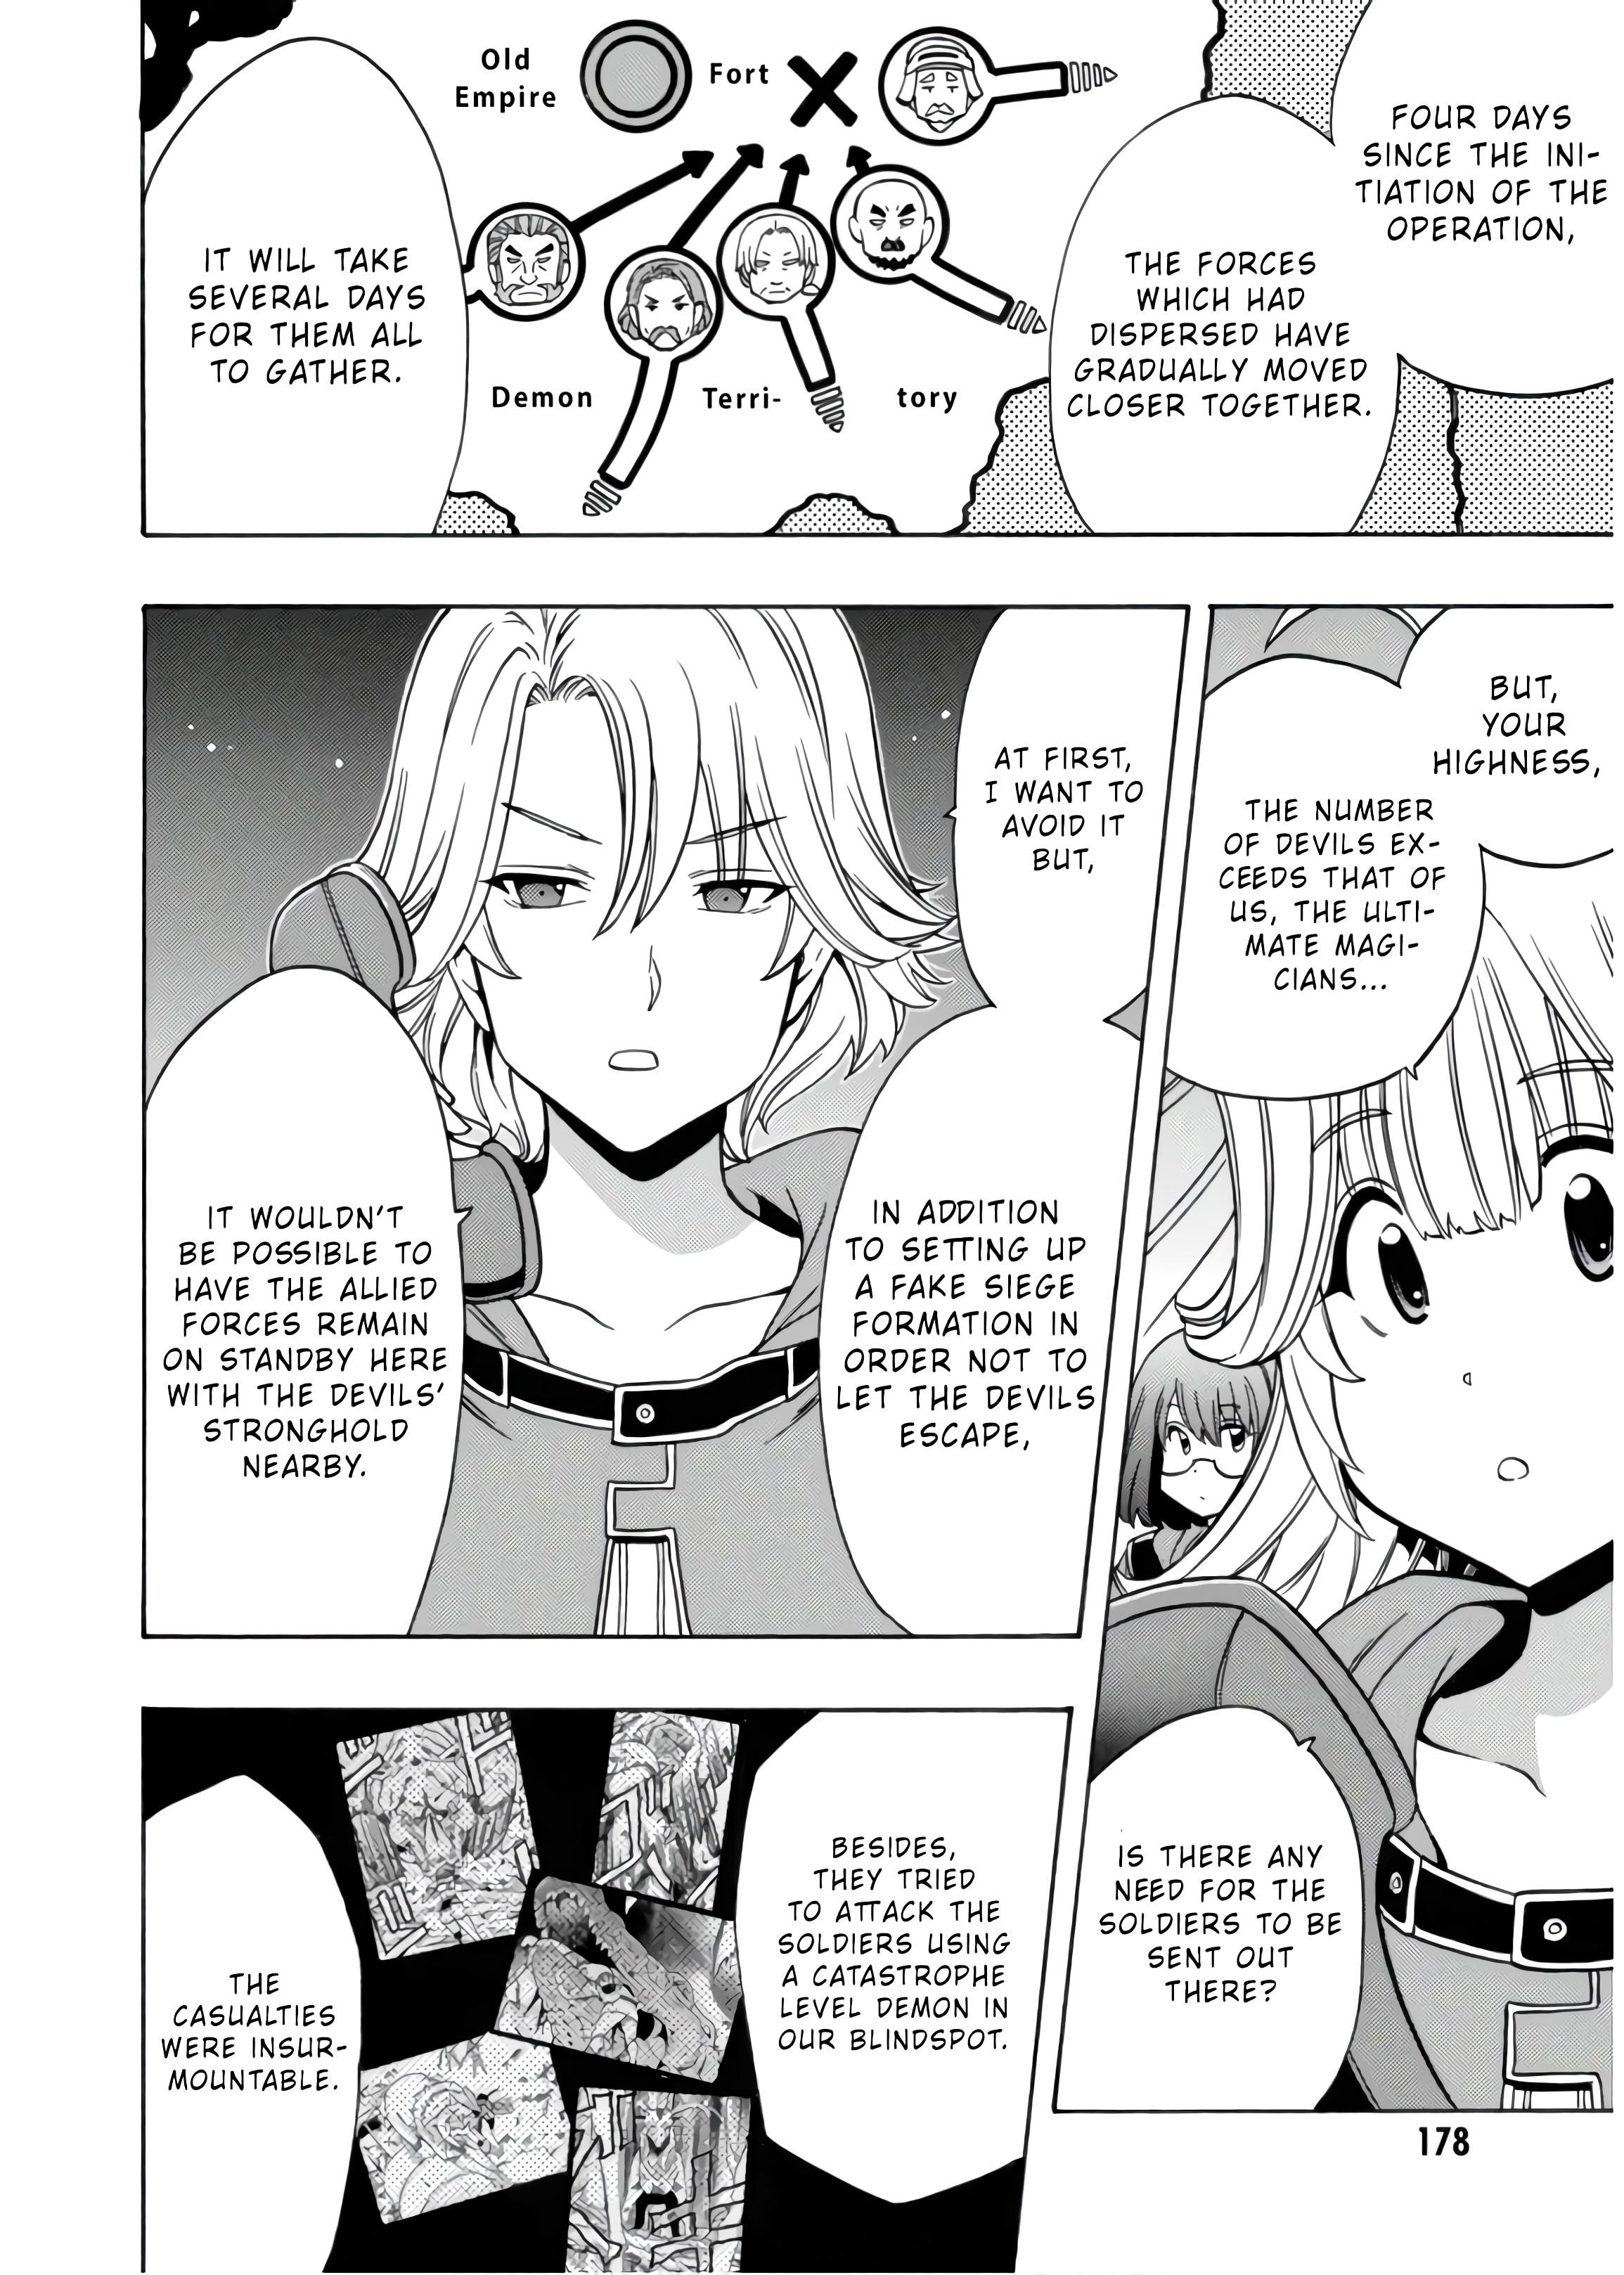 FOUR DAYS
SINCE THE INI-
TIATION OF THE
OPERATION,
THE FORCES
WHICH HAD
DISPERSED HAVE
GRADUALLY MOVED
CLOSER TOGETHER.
Old
Empire
Fort
Demon
Terri-
tory
IT WILL TAKE
SEVERAL DAYS
FOR THEM ALL
TO GATHER.
BUT,
YOUR
HIGHNESS,
THE NUMBER
OF DEVILS EX-
CEEDS THAT OF
US, THE ULTI-
MATE MAGI-
CIANS...
IS THERE ANY
NEED FOR THE
SOLDIERS TO BE
SENT OUT
THERE?
AT FIRST,
I WANT TO
AVOID IT
BUT,
IN ADDITION
TO SETTING UP
A FAKE SIEGE
FORMATION IN
ORDER NOT TO
LET THE DEVILS
ESCAPE,
IT WOULDN'T
BE POSSIBLE TO
HAVE THE ALLIED
FORCES REMAIN
ON STANDBY HERE
WITH THE DEVILS'
STRONGHOLD
NEARBY.
BESIDES,
THEY TRIED
TO ATTACK THE
SOLDIERS USING
A CATASTROPHE
LEVEL DEMON IN
OUR BLINDSPOT.
THE
CASUALTIES
WERE INSUR-
MOUNTABLE.
178